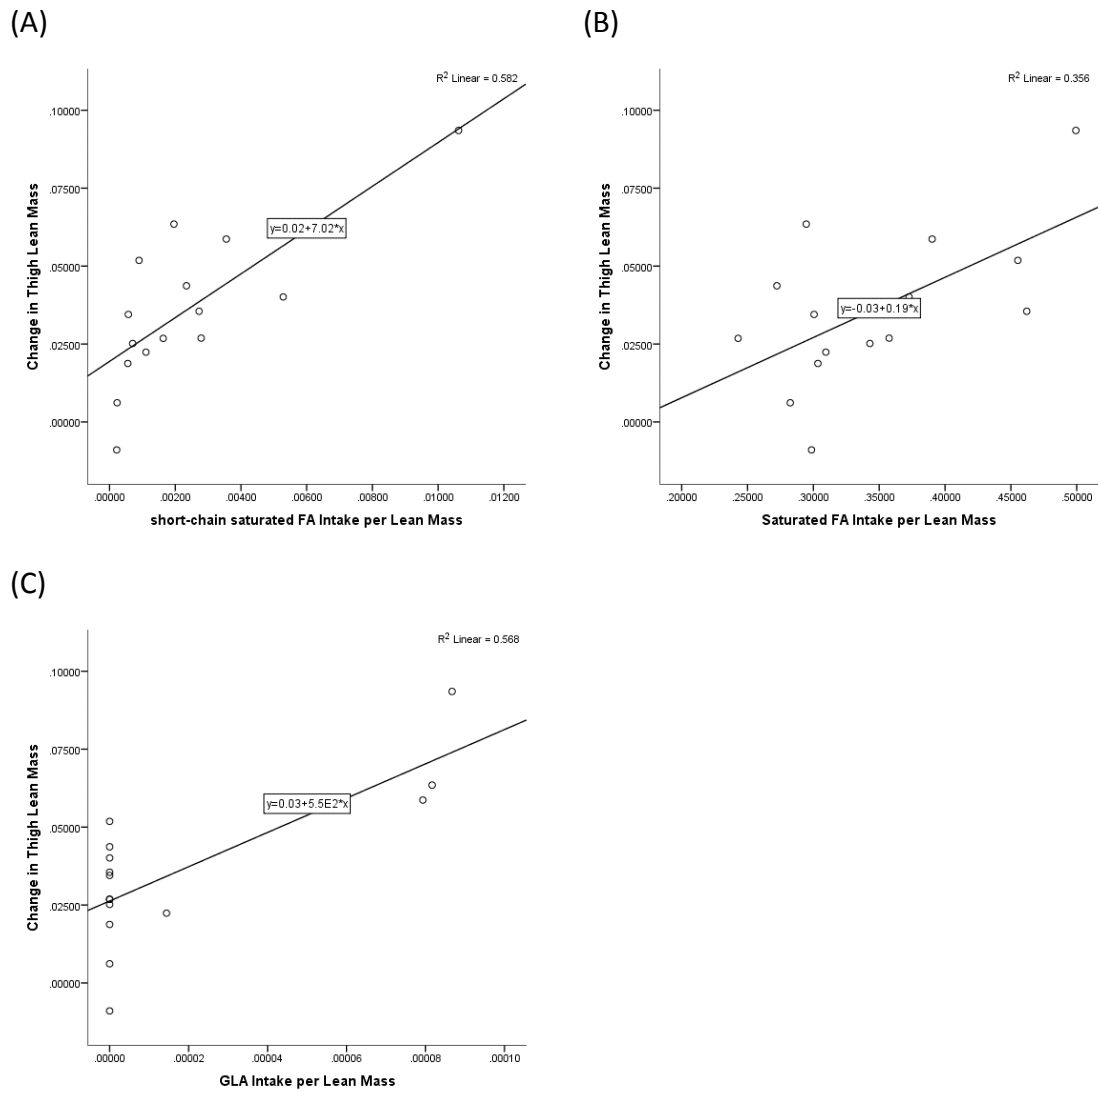 (A)
R2 Linear = 0.582
.10000
.07500
.05000
.02500
.00000
Change in Thigh Lean Mass
y=0.02+7.02*x
.00000 .00200 .00400 .00600 .00800 .01000 .01200
short-chain saturated FA Intake per Lean Mass
(B)
R2 Linear = 0.356
.10000
.07500
.05000
.02500
.00000
Change in Thigh Lean Mass
y=-0.03+0.19*x
.20000 .25000 .30000 .35000 .40000 .45000 .50000
Saturated FA Intake per Lean Mass
(C)
R2 Linear = 0.568
.10000
.07500
.05000
.02500
.00000
Change in Thigh Lean Mass
y=0.03+5.5E2*x
.00000 .00002 .00004 .00006 .00008 .00010
GLA Intake per Lean Mass